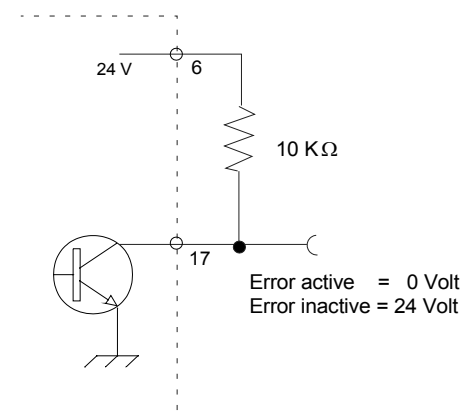 24 V
6
10 KΩ
17
Error active = 0 Volt
Error inactive = 24 Volt